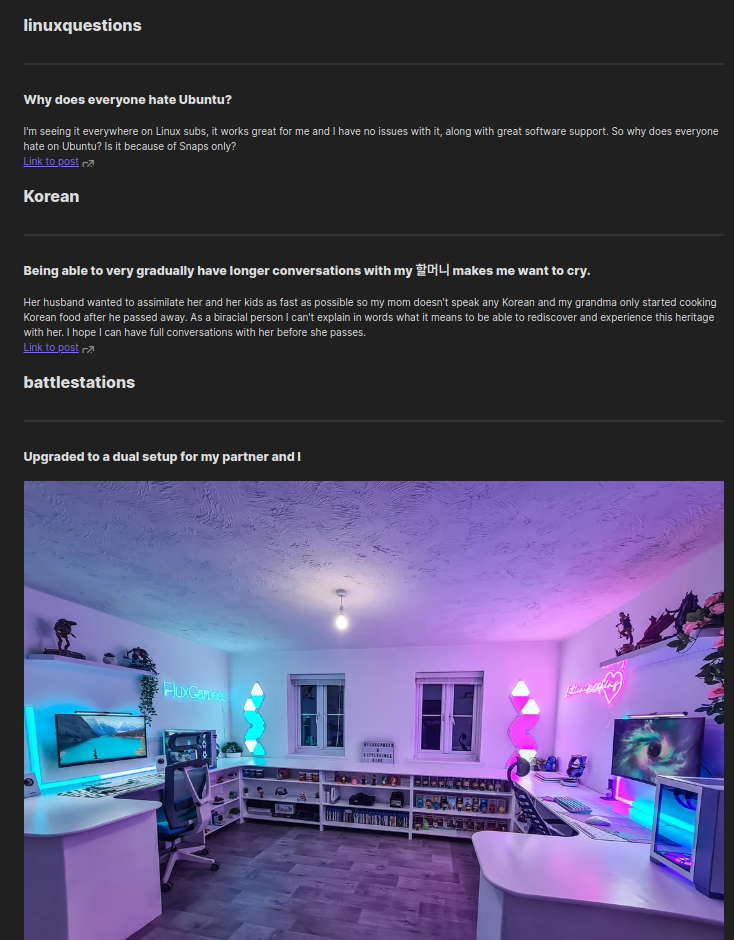 linuxquestions
Why does everyone hate Ubuntu?
I'm seeing it everywhere on Linux subs, it works great for me and I have no issues with it, along with great software support. So why does everyone
hate on Ubuntu? Is it because of Snaps only?
Link to post
Korean
Being able to very gradually have longer conversations with my 할머니 makes me want to cry.
Her husband wanted to assimilate her and her kids as fast as possible so my mom doesn't speak any Korean and my grandma only started cooking
Korean food after he passed away. As a biracial person I can't explain in words what it means to be able to rediscover and experience this heritage
with her. I hope I can have full conversations with her before she passes.
Link to post
battlestations
Upgraded to a dual setup for my partner and I